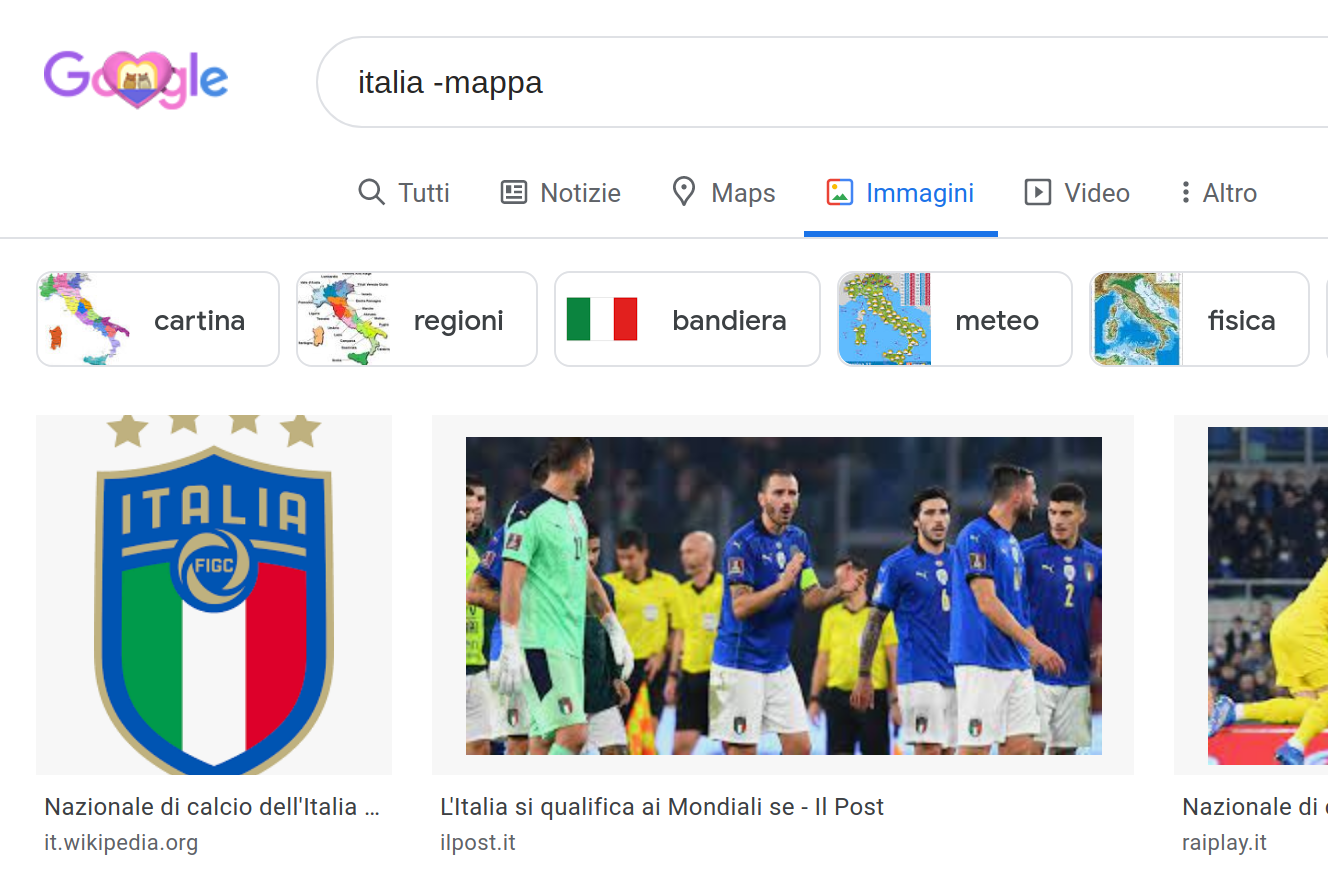 Google
italia -mappa
Tutti
Notizie
Maps
Immagini
Video
Altro
cartina
regioni
bandiera
meteo
fisica
ITALIA
FIGC
6
2
Nazionale di calcio dell'Italia ...
it.wikipedia.org
L'Italia si qualifica ai Mondiali se - Il Post
ilpost.it
Nazionale di
raiplay.it